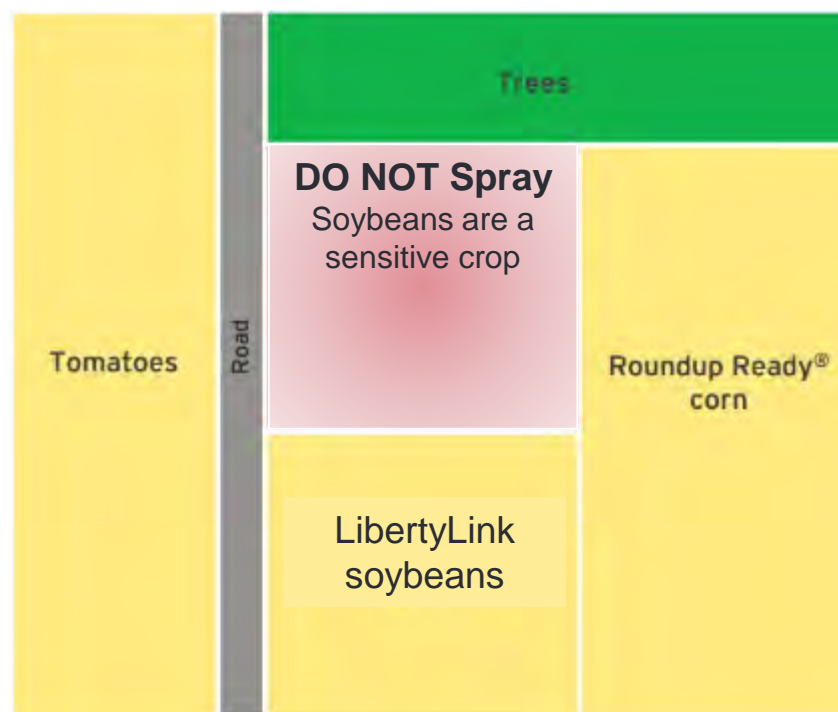 Trees
DO NOT Spray
Soybeans are a
sensitive crop
Tomatoes
Road
Roundup Ready®
corn
LibertyLink
soybeans